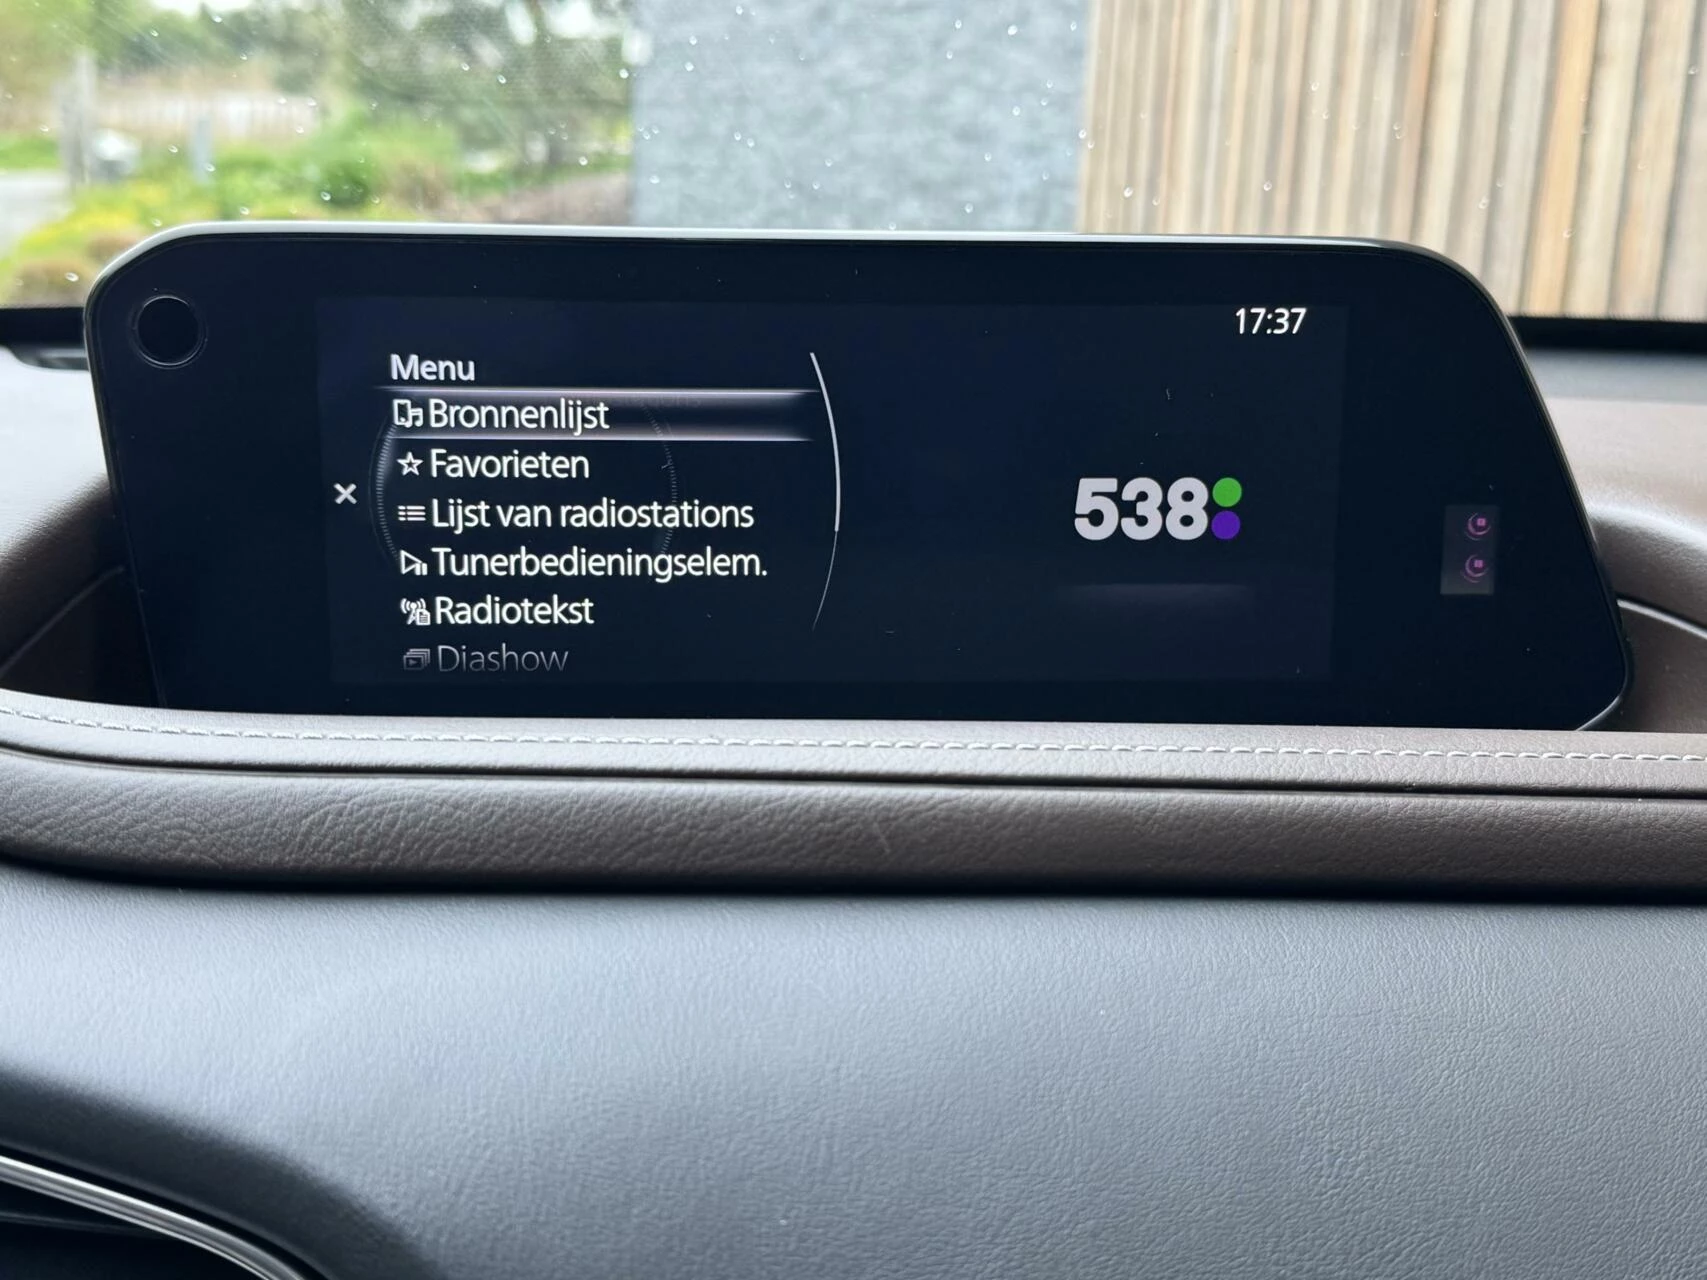 17:37
Menu
Bronnenlijst
Favorieten
Lijst van radiostations
Tunerbedieningselem.
Radiotekst
Diashow
538